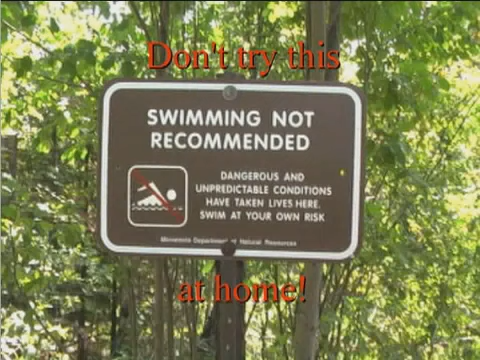 Don't try this
SWIMMING NOT
RECOMMENDED
DANGEROUS AND
UNPREDICTABLE CONDITIONS
HAVE TAKEN LIVES HERE.
SWIM AT YOUR OWN RISK
Minnesota Department of Natural Resources
at home!